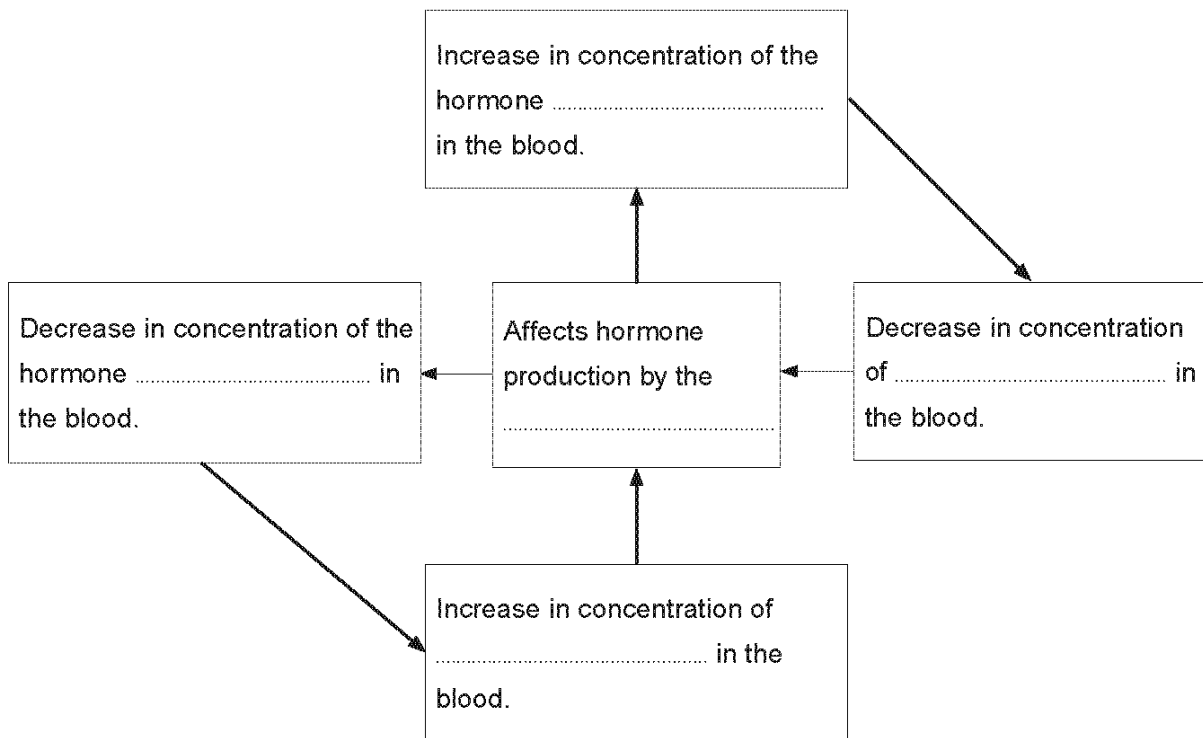 Increase in concentration of the
hormone ....................................................
in the blood.
Decrease in concentration of the
hormone .............................................. in
the blood.
Affects hormone
production by the
.....................................................
Decrease in concentration
of ..................................................... in
the blood.
Increase in concentration of
..................................................... in the
blood.